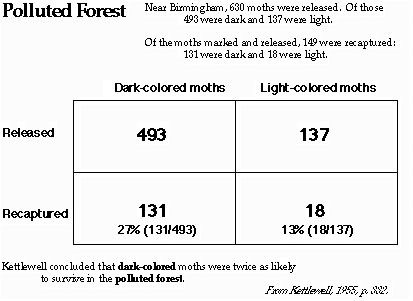 Polluted Forest
Near Birmingham, 630 moths were released. Of those
493 were dark and 137 were light.
Of the moths marked and released, 149 were recaptured:
131 were dark and 18 were light.
Dark-colored moths Light-colored moths
Released 493 137
Recaptured 131 18
27% (131/493) 13% (18/137)
Kettlewell concluded that dark-colored moths were twice as likely
to survive in the polluted forest.
From Kettlewell, 1955, p. 332.